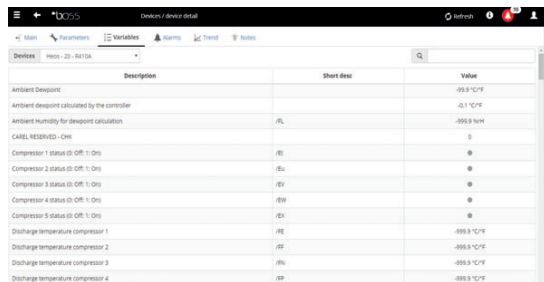 boss Devices / device detail Refresh
Main Parameters Variables Alarms Trend Notes
Devices Heos - 20 - R410A
Description Short desc Value
Ambient Dewpoint -99.9 °C/°F
Ambient dewpoint calculated by the controller -0.1 °C/°F
Ambient Humidity for dewpoint calculation /FL -999.9 %rH
CAREL RESERVED - CHK 0
Compressor 1 status (0: Off; 1: On)
Compressor 2 status (0: Off; 1: On) /EU
Compressor 3 status (0: Off; 1: On) /EV
Compressor 4 status (0: Off; 1: On) /EW
Compressor 5 status (0: Off; 1: On) /EX
Discharge temperature compressor 1 /FE -999.9 °C/°F
Discharge temperature compressor 2 /FF -999.9 °C/°F
Discharge temperature compressor 3 -999.9 °C/°F
Discharge temperature compressor 4 -999.9 °C/°F